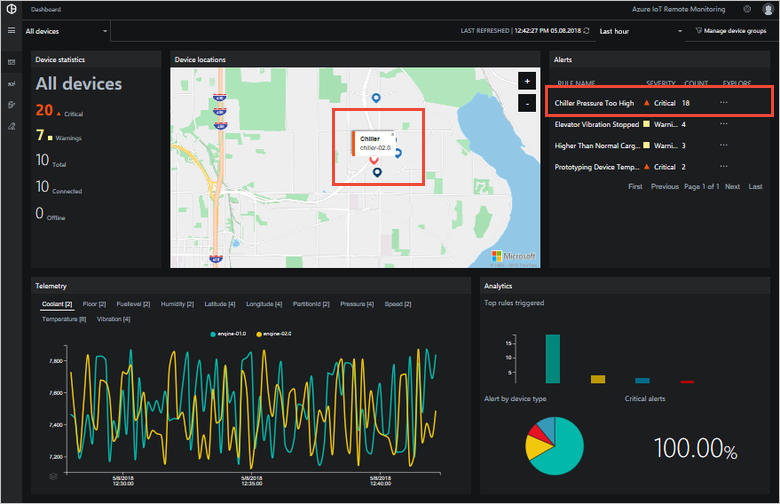 Dashboard
Azure IoT Remote Monitoring
All devices
LAST REFRESHED | 12:42:27 PM 05.08.2018
Last hour
Manage device groups
Device statistics
All devices
20 Critical
7 Warnings
10 Total
10 Connected
0 Offline
Device locations
+
-
Chiller
chiller-02.0
Microsoft
Alerts
RULE NAME SEVERITY COUNT EXPLORE
Chiller Pressure Too High Critical 18 ...
Elevator Vibration Stopped Warni... 4 ...
Higher Than Normal Carg... Warni... 3 ...
Prototyping Device Temp... Critical 2 ...
First Previous Page 1 of 1 Next Last
Telemetry
Coolant [2] Floor [2] Fuellevel [2] Humidity [2] Latitude [4] Longitude [4] PartitionId [2] Pressure [4] Speed [2]
Temperature [8] Vibration [4]
engine-01.0 engine-02.0
7,800
7,600
7,400
7,200
5/8/2018 5/8/2018 5/8/2018
12:30:00 12:35:00 12:40:00
Analytics
Top rules triggered
15
10
5
Alert by device type
Critical alerts
100.00%